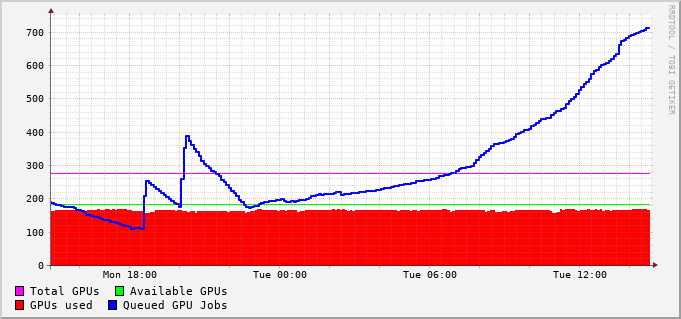 RRDTOOL / TOBI OETIKER
700
600
500
400
300
200
100
0
Mon 18:00 Tue 00:00 Tue 06:00 Tue 12:00
Total GPUs Available GPUs
GPUs used Queued GPU Jobs